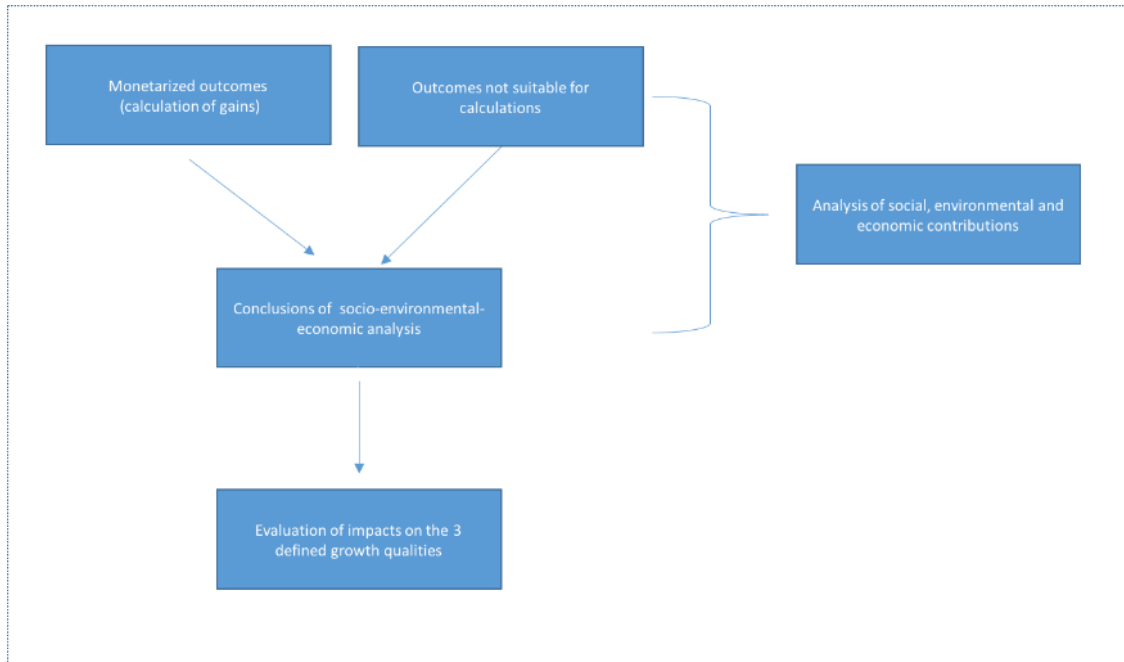 Monetarized outcomes
(calculation of gains)
Outcomes not suitable for
calculations
Analysis of social, environmental and
economic contributions
Conclusions of socio-environmental-
economic analysis
Evaluation of impacts on the 3
defined growth qualities